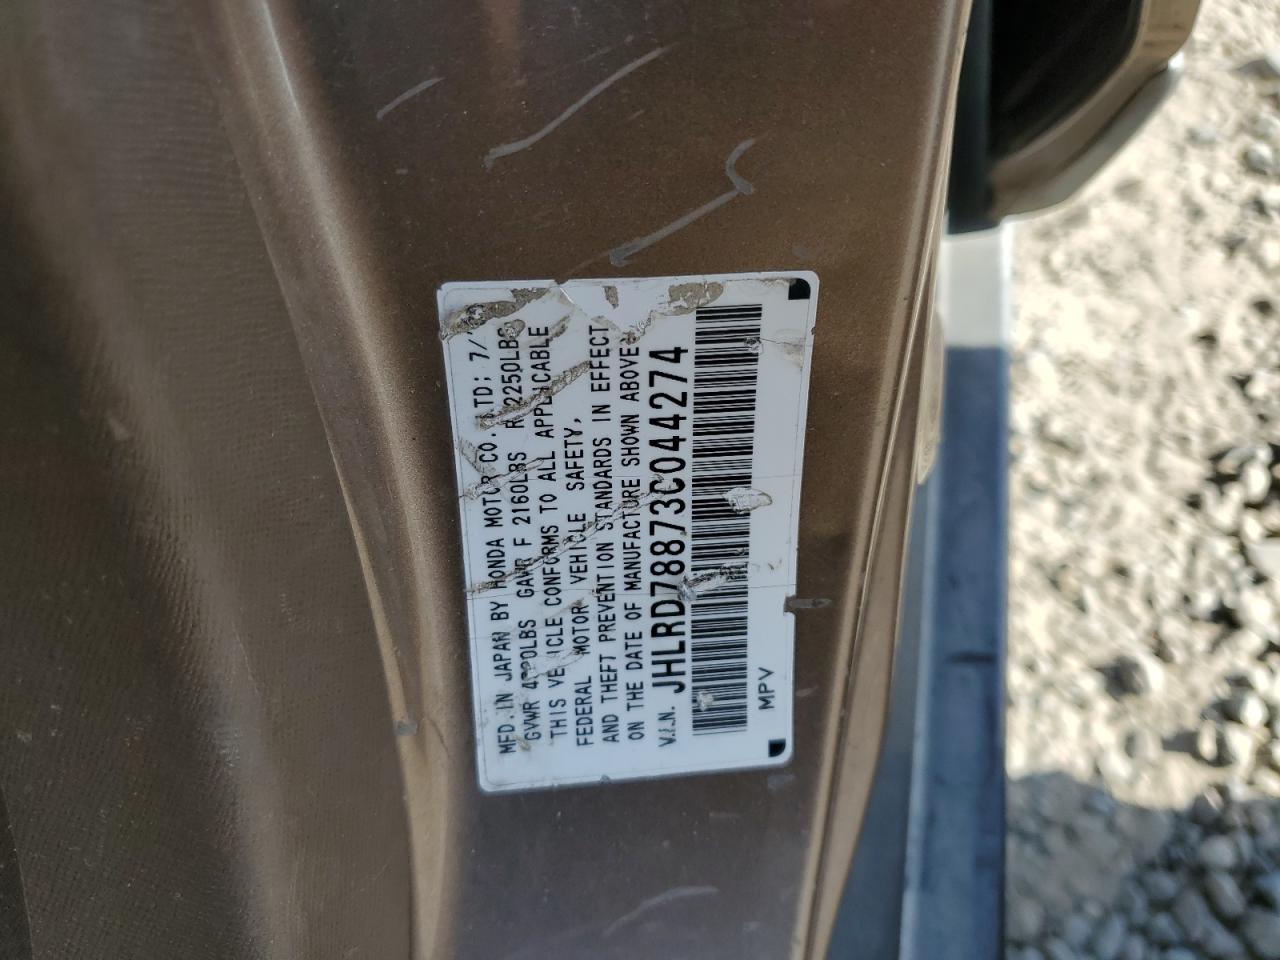 MFD. IN JAPAN BY HONDA MOTOR CO. LTD; 7/
GVWR GAWR F 2160LBS R 2250LBS
THIS VEHICLE CONFORMS TO ALL APPLICABLE
FEDERAL MOTOR VEHICLE SAFETY,
AND THEFT PREVENTION STANDARDS IN EFFECT
ON THE DATE OF MANUFACTURE SHOWN ABOVE.
V.I.N. JHLRD78873C044274
MPV